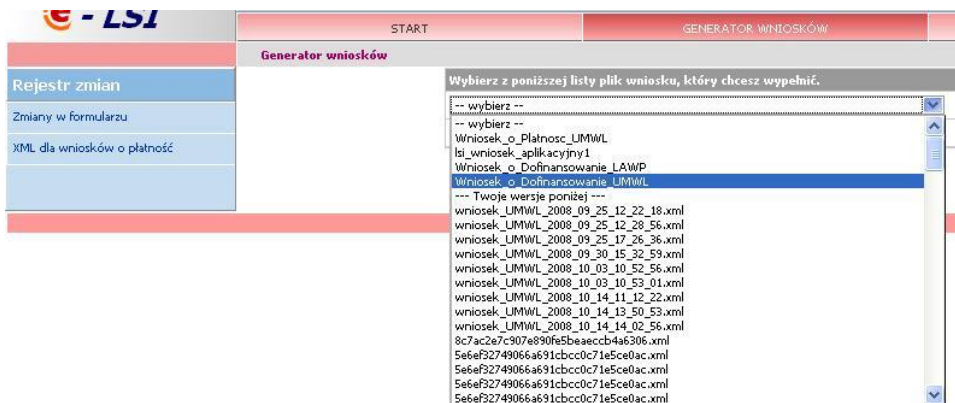 e - LSI
START
GENERATOR WNIOSKÓW
Generator wniosków
Rejestr zmian
Zmiany w formularzu
XML dla wniosków o płatność
Wybierz z poniższej listy plik wniosku, który chcesz wypełnić.
-- wybierz --
-- wybierz --
Wniosek_o_Platnosc_UMWL
lsi_wniosek_aplikacyjny1
Wniosek_o_Dofinansowanie_LAWP
Wniosek_o_Dofinansowanie_UMWL
--- Twoje wersje poniżej ---
wniosek_UMWL_2008_09_25_12_22_18.xml
wniosek_UMWL_2008_09_25_12_28_56.xml
wniosek_UMWL_2008_09_25_17_26_36.xml
wniosek_UMWL_2008_09_30_15_32_59.xml
wniosek_UMWL_2008_10_03_10_52_56.xml
wniosek_UMWL_2008_10_03_10_53_01.xml
wniosek_UMWL_2008_10_14_11_12_22.xml
wniosek_UMWL_2008_10_14_13_50_53.xml
wniosek_UMWL_2008_10_14_14_02_56.xml
8c7ac2e7c907e890fe5beaeccb4a6306.xml
5e6ef32749066a691cbcc0c71e5ce0ac.xml
5e6ef32749066a691cbcc0c71e5ce0ac.xml
5e6ef32749066a691cbcc0c71e5ce0ac.xml
5e6ef32749066a691cbcc0c71e5ce0ac.xml